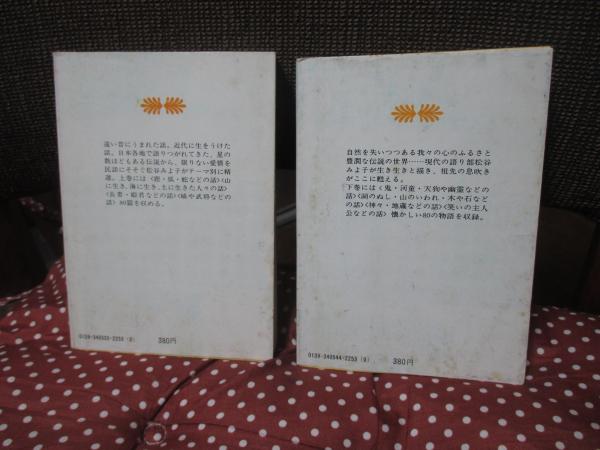 遠い昔にうまれた話。近代に生をうけた
話。日本各地で語りつがれてきた、星の
数ほどもある伝説から、限りない愛情を
民話にそそぐ松谷みよ子がテーマ別に精
選。上巻には〈鹿・狐・蛇などの話〉〈山
に生き、海に生き、土に生きた人々の話〉
〈長者・姫君などの話〉〈城や武将などの
話〉80篇を収める。
0139-340533-2253 (0)
380円
自然を失いつつある我々の心のふるさと
豊潤な伝説の世界……現代の語り部松谷
みよ子が生き生きと描き、祖先の息吹き
がここに甦える。
下巻には〈鬼・河童・天狗や幽霊などの
話〉〈沼のぬし・山のいわれ・木や石など
の話〉〈神々・地蔵などの話〉〈笑いの主人
公などの話〉懐かしい80の物語を収録。
0139-340544-2253 (0)
380円